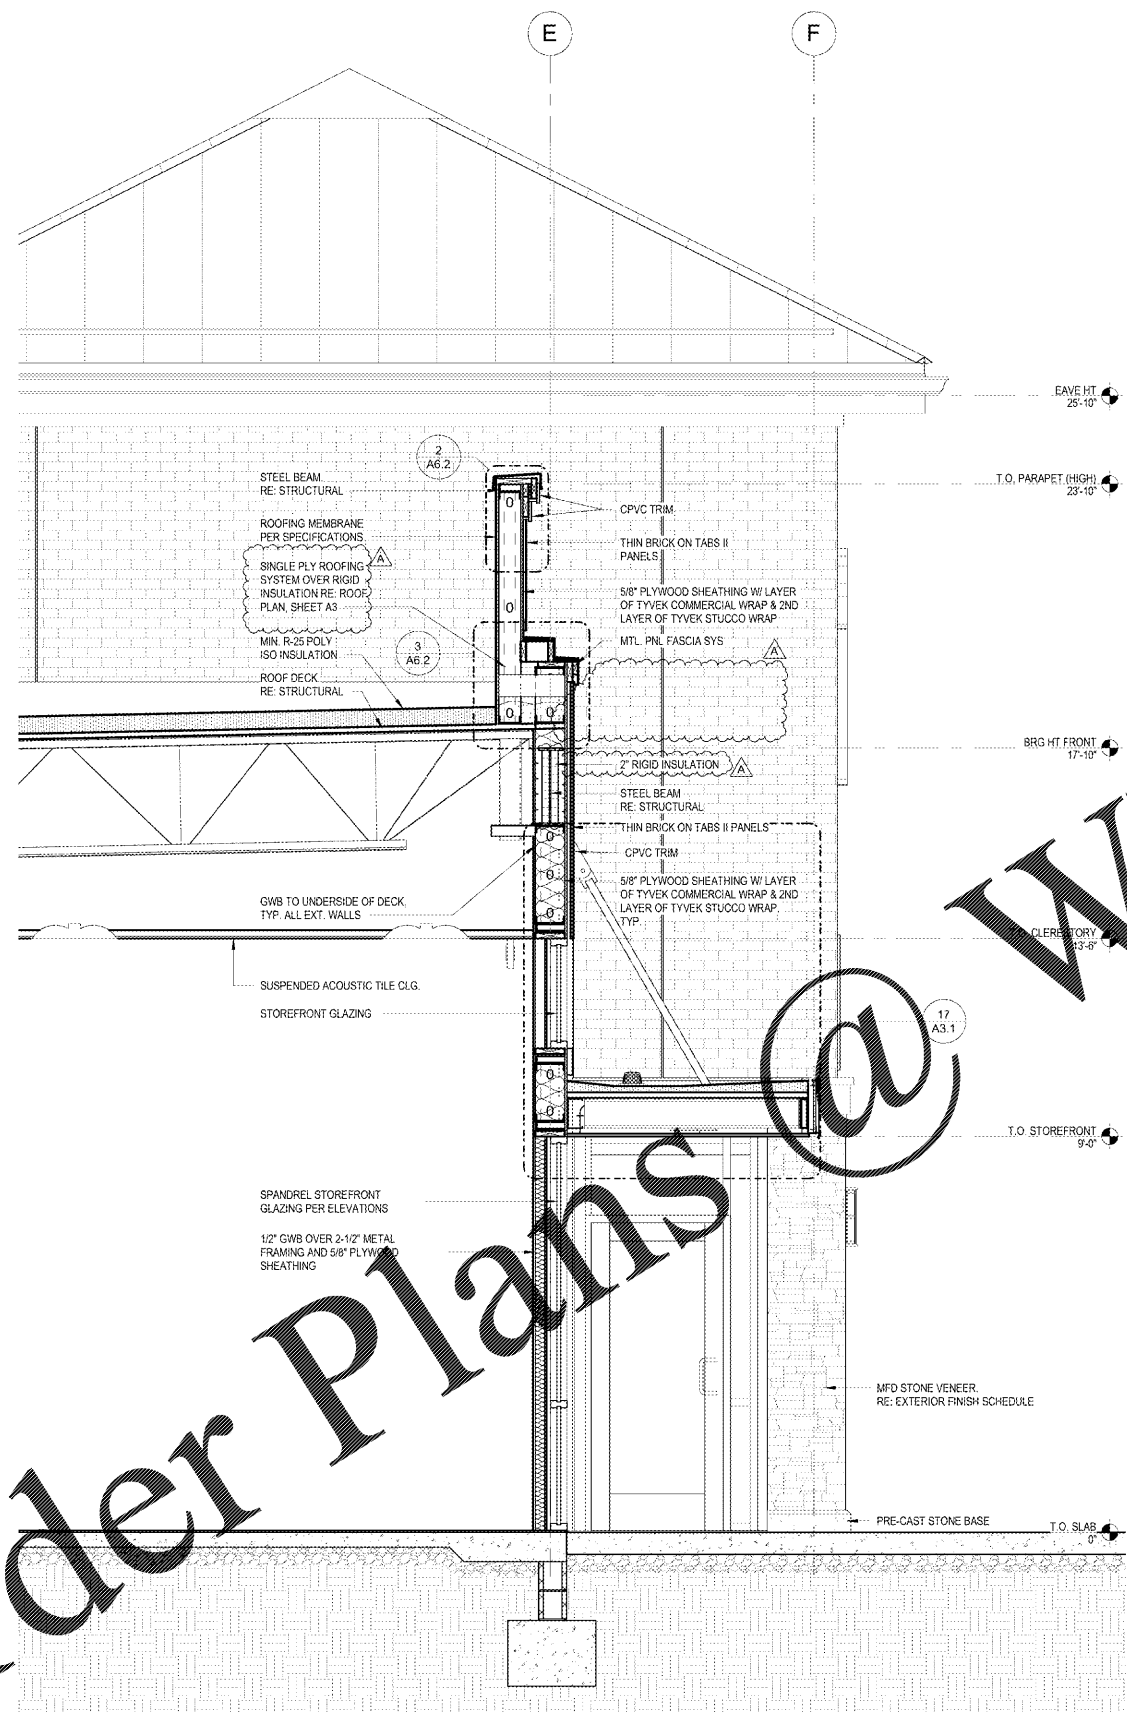 E
F
EAVE HT
25'-10"
2
A6.2
STEEL BEAM.
RE: STRUCTURAL
T.O. PARAPET (HIGH)
23'-10"
CPVC TRIM
ROOFING MEMBRANE
PER SPECIFICATIONS
THIN BRICK ON TABS II
PANELS
A
SINGLE PLY ROOFING
SYSTEM OVER RIGID
INSULATION RE: ROOF
PLAN, SHEET A3
5/8" PLYWOOD SHEATHING W/ LAYER
OF TYVEK COMMERCIAL WRAP & 2ND
LAYER OF TYVEK STUCCO WRAP
MIN. R-25 POLY
ISO INSULATION
3
A6.2
MTL. PNL FASCIA SYS
A
ROOF DECK
RE: STRUCTURAL
BRG HT FRONT
17'-10"
2" RIGID INSULATION
A
STEEL BEAM
RE: STRUCTURAL
THIN BRICK ON TABS II PANELS
CPVC TRIM
5/8" PLYWOOD SHEATHING W/ LAYER
OF TYVEK COMMERCIAL WRAP & 2ND
LAYER OF TYVEK STUCCO WRAP.
TYP.
GWB TO UNDERSIDE OF DECK.
TYP. ALL EXT. WALLS
T.O. CLERESTORY
13'-6"
SUSPENDED ACOUSTIC TILE CLG.
STOREFRONT GLAZING
17
A3.1
T.O. STOREFRONT
9'-0"
SPANDREL STOREFRONT
GLAZING PER ELEVATIONS
1/2" GWB OVER 2-1/2" METAL
FRAMING AND 5/8" PLYWOOD
SHEATHING
MFD STONE VENEER.
RE: EXTERIOR FINISH SCHEDULE
PRE-CAST STONE BASE
T.O. SLAB
0"
der Plans @ W